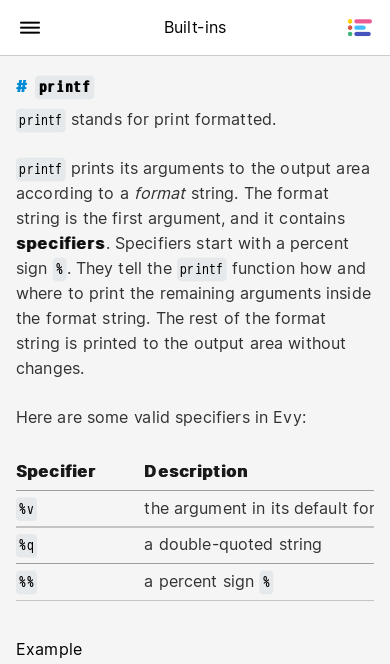 Built-ins
# printf
printf stands for print formatted.
printf prints its arguments to the output area
according to a format string. The format
string is the first argument, and it contains
specifiers. Specifiers start with a percent
sign %. They tell the printf function how and
where to print the remaining arguments inside
the format string. The rest of the format
string is printed to the output area without
changes.
Here are some valid specifiers in Evy:
Specifier Description
%v the argument in its default for
%q a double-quoted string
%% a percent sign %
Example